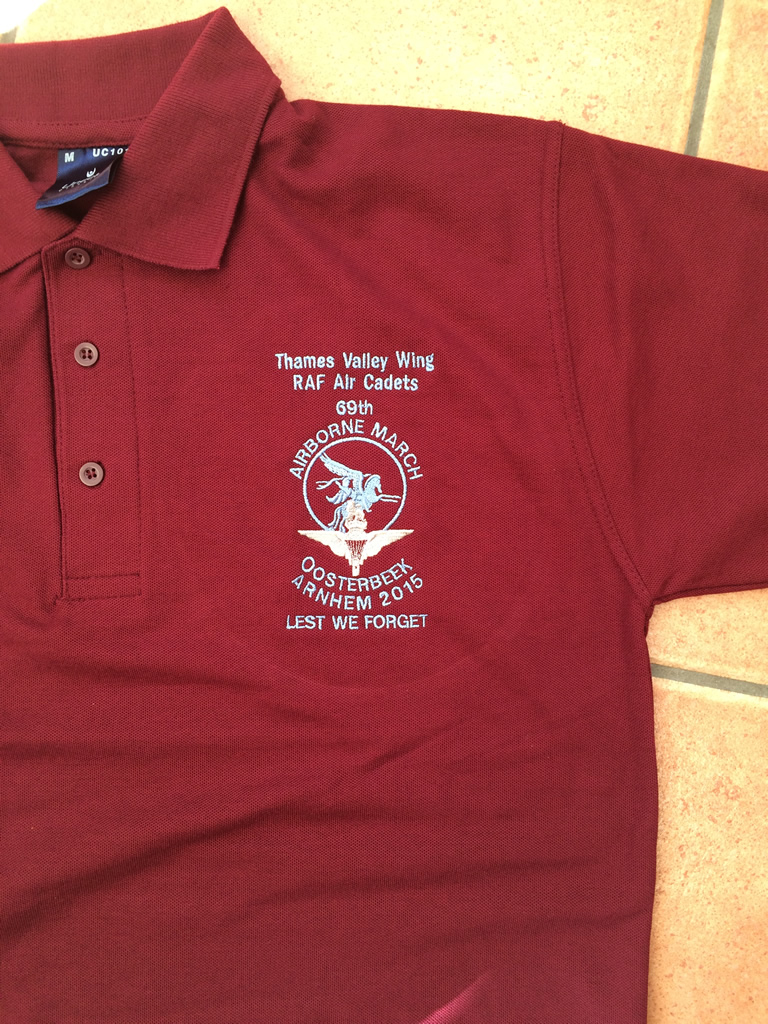 M UC10
Thames Valley Wing
RAF Air Cadets
69th
AIRBORNE MARCH
OOSTERBEEK
ARNHEM 2015
LEST WE FORGET